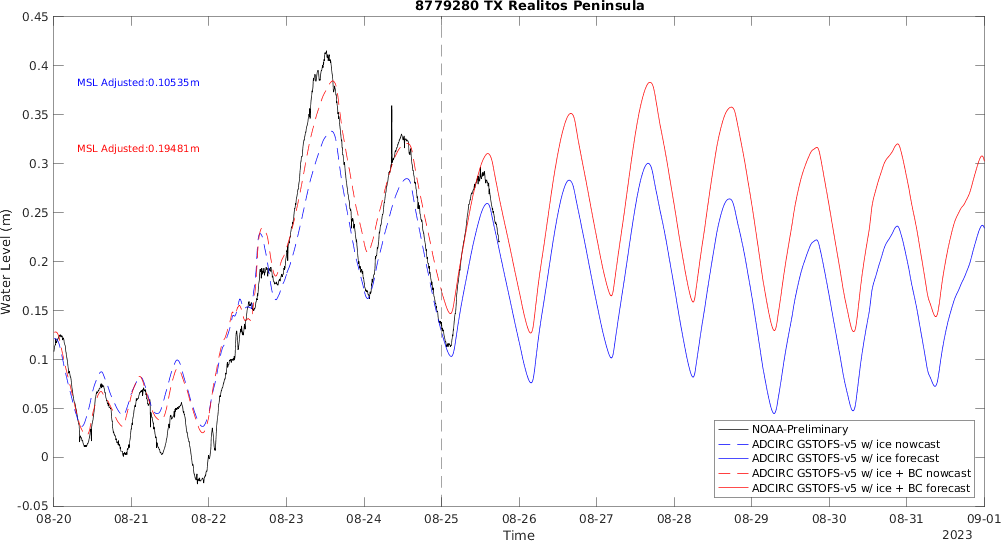 8779280 TX Realitos Peninsula
0.45
0.4
0.35
0.3
0.25
0.2
0.15
0.1
0.05
0
-0.05
Water Level (m)
MSL Adjusted:0.10535m
MSL Adjusted:0.19481m
NOAA-Preliminary
ADCIRC GSTOFS-v5 w/ ice nowcast
ADCIRC GSTOFS-v5 w/ ice forecast
ADCIRC GSTOFS-v5 w/ ice + BC nowcast
ADCIRC GSTOFS-v5 w/ ice + BC forecast
08-20 08-21 08-22 08-23 08-24 08-25 08-26 08-27 08-28 08-29 08-30 08-31 09-01
Time
2023